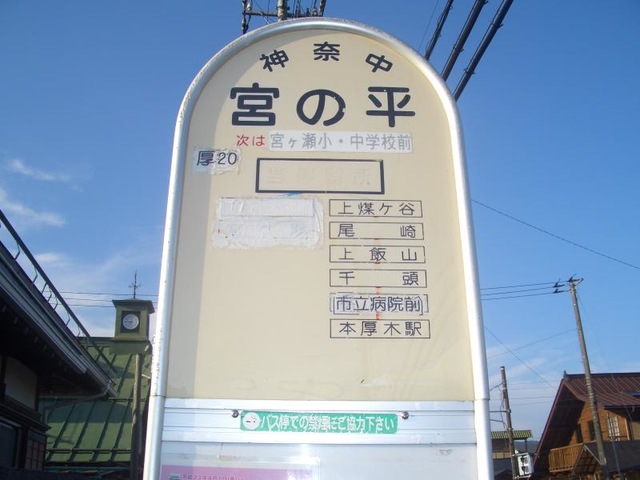 神奈中
宮の平
次は宮ヶ瀬小・中学校前
厚20
上煤ケ谷
尾崎
上飯山
千頭
市立病院前
本厚木駅
バス停での禁煙にご協力下さい